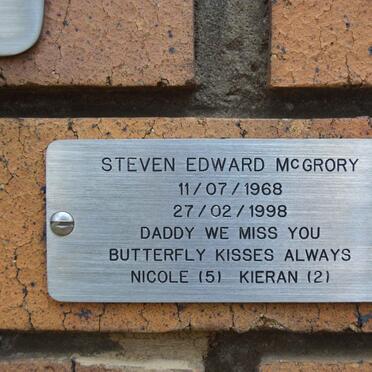 STEVEN EDWARD McGRORY
11/07/1968
27/02/1998
DADDY WE MISS YOU
BUTTERFLY KISSES ALWAYS
NICOLE (5) KIERAN (2)